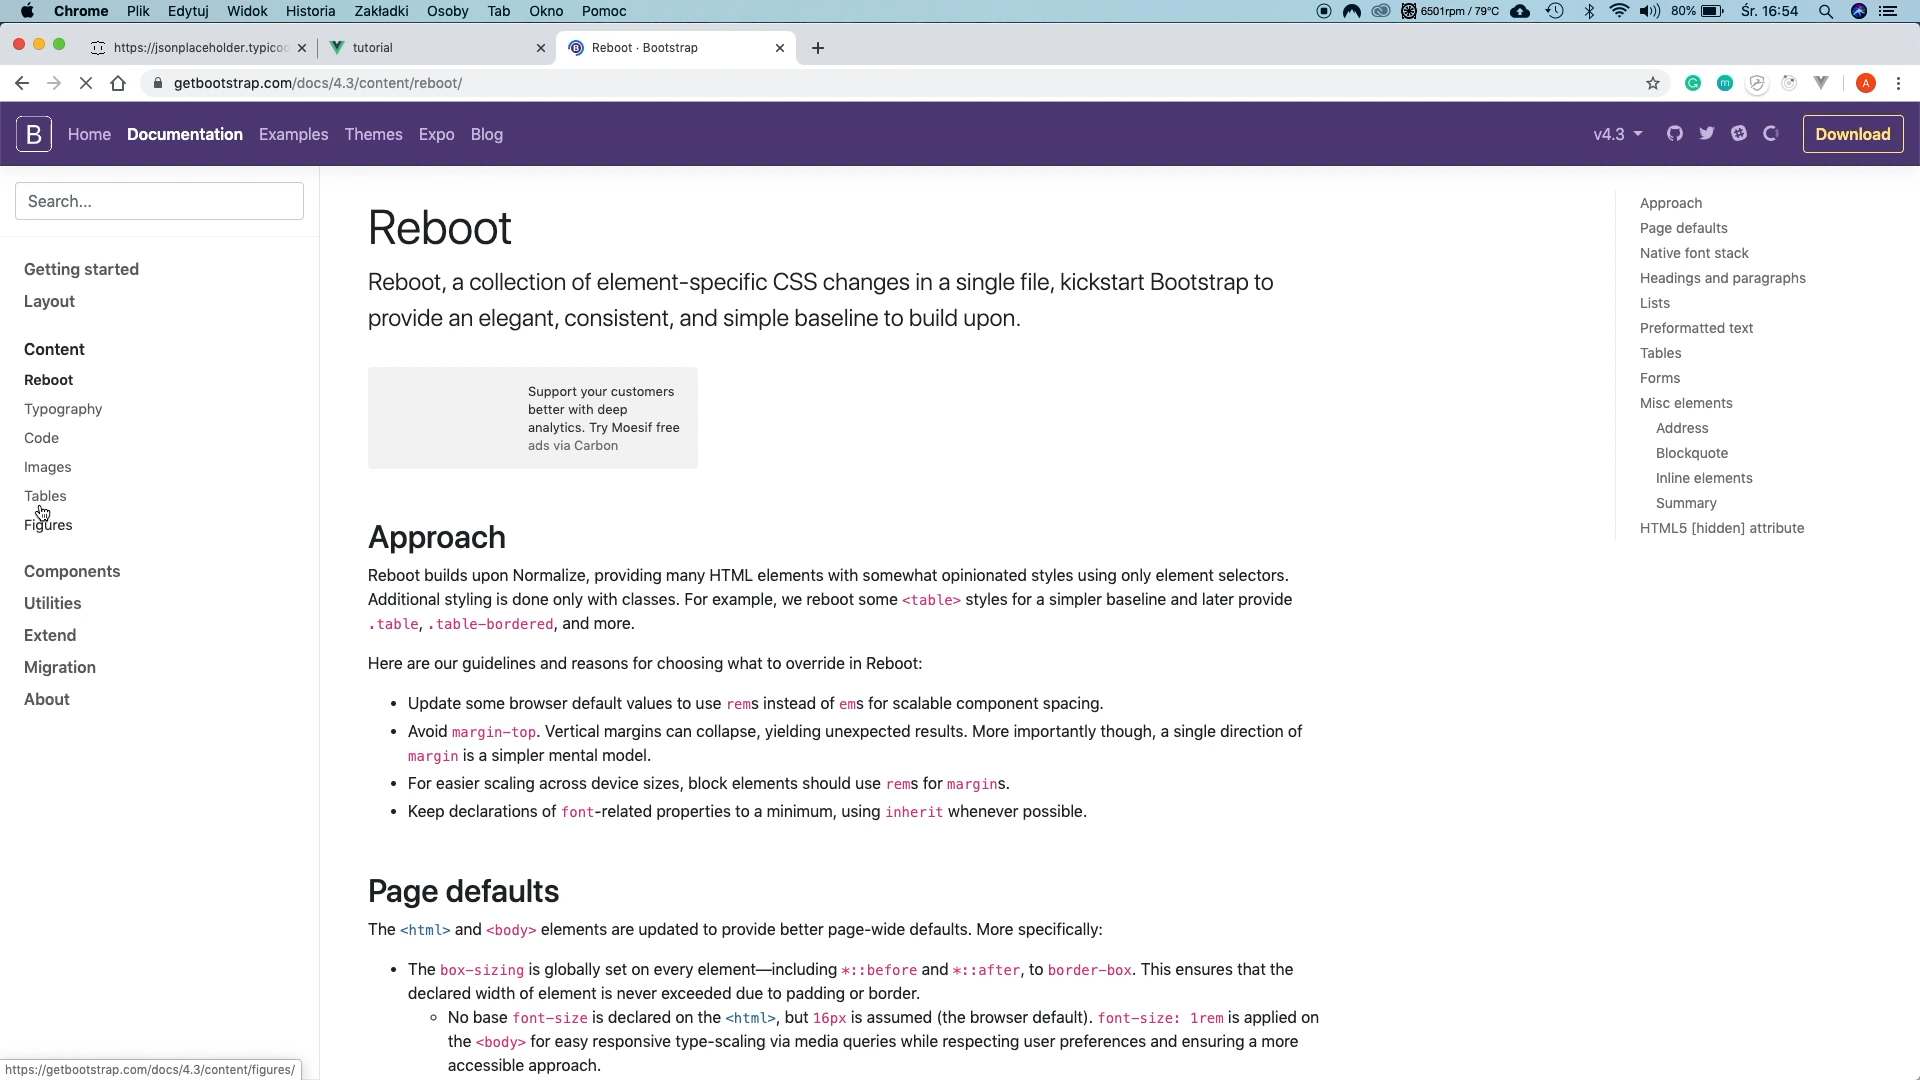 Chrome Plik Edytuj Widok Historia Zakładki Osoby Tab Okno Pomoc 6501rpm / 79°C 80% Śr. 16:54
https://jsonplaceholder.typico tutorial Reboot · Bootstrap
getbootstrap.com/docs/4.3/content/reboot/
B Home Documentation Examples Themes Expo Blog v4.3 Download
Search...
Getting started
Layout
Content
Reboot
Typography
Code
Images
Tables
Figures
Components
Utilities
Extend
Migration
About
Reboot
Reboot, a collection of element-specific CSS changes in a single file, kickstart Bootstrap to
provide an elegant, consistent, and simple baseline to build upon.
Support your customers
better with deep
analytics. Try Moesif free
ads via Carbon
Approach
Reboot builds upon Normalize, providing many HTML elements with somewhat opinionated styles using only element selectors.
Additional styling is done only with classes. For example, we reboot some <table> styles for a simpler baseline and later provide
.table, .table-bordered, and more.
Here are our guidelines and reasons for choosing what to override in Reboot:
• Update some browser default values to use rems instead of ems for scalable component spacing.
• Avoid margin-top. Vertical margins can collapse, yielding unexpected results. More importantly though, a single direction of
margin is a simpler mental model.
• For easier scaling across device sizes, block elements should use rems for margins.
• Keep declarations of font-related properties to a minimum, using inherit whenever possible.
Page defaults
The <html> and <body> elements are updated to provide better page-wide defaults. More specifically:
• The box-sizing is globally set on every element—including *::before and *::after, to border-box. This ensures that the
declared width of element is never exceeded due to padding or border.
◦ No base font-size is declared on the <html>, but 16px is assumed (the browser default). font-size: 1rem is applied on
the <body> for easy responsive type-scaling via media queries while respecting user preferences and ensuring a more
accessible approach.
Approach
Page defaults
Native font stack
Headings and paragraphs
Lists
Preformatted text
Tables
Forms
Misc elements
Address
Blockquote
Inline elements
Summary
HTML5 [hidden] attribute
https://getbootstrap.com/docs/4.3/content/figures/